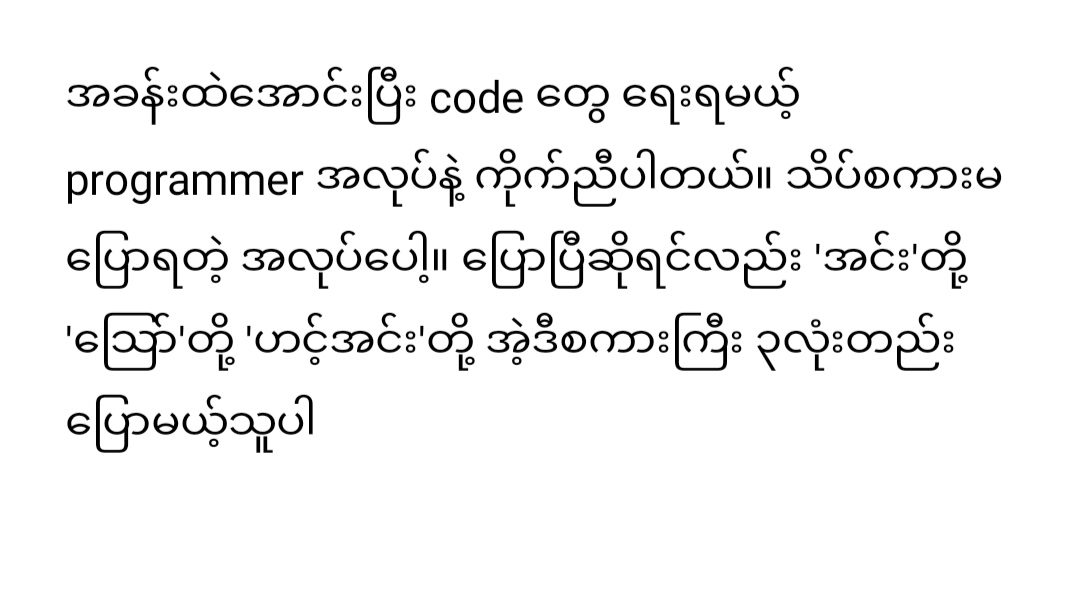 အခန်းထဲအောင်းပြီး code တွေ ရေးရမယ့်
programmer အလုပ်နဲ့ ကိုက်ညီပါတယ်။ သိပ်စကားမ
ပြောရတဲ့ အလုပ်ပေါ့။ ပြောပြီဆိုရင်လည်း 'အင်း'တို့
'ဪ'တို့ 'ဟင့်အင်း'တို့ အဲ့ဒီစကားကြီး ၃လုံးတည်း
ပြောမယ့်သူပါ